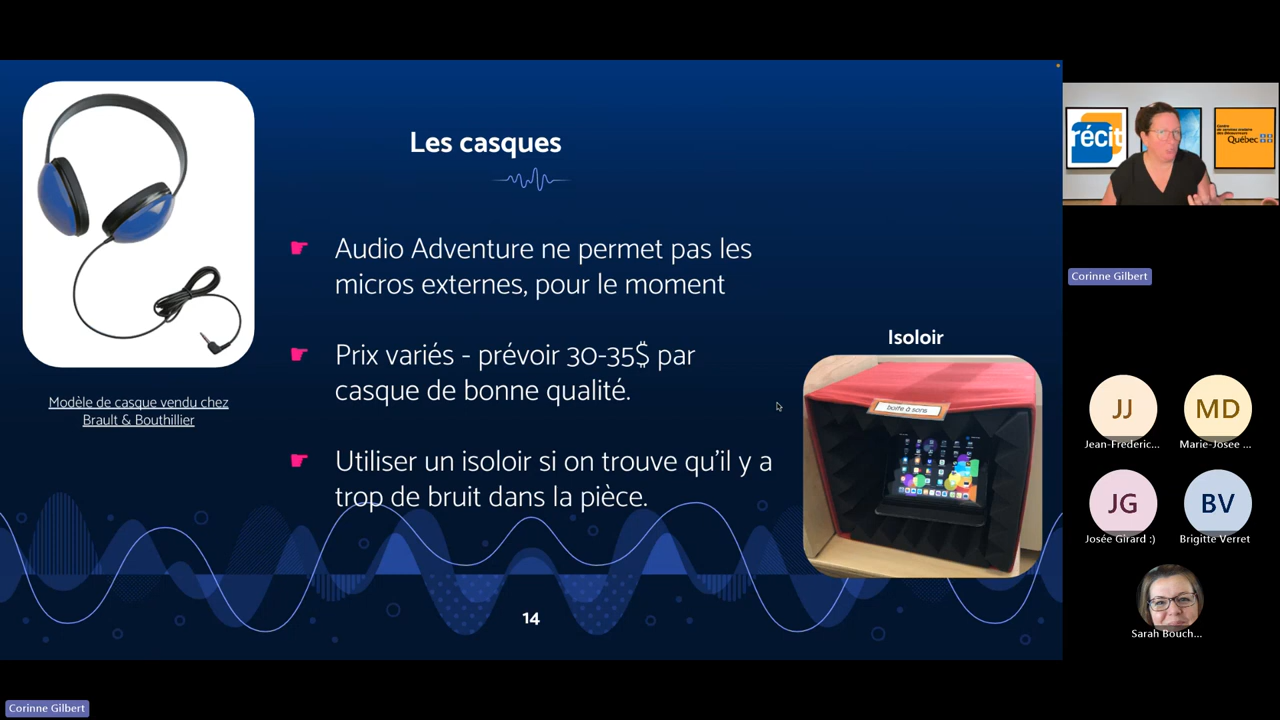 Les casques
Audio Adventure ne permet pas les
micros externes, pour le moment
Prix variés - prévoir 30-35$ par
casque de bonne qualité.
Utiliser un isoloir si on trouve qu'il y a
trop de bruit dans la pièce.
Modèle de casque vendu chez
Brault & Bouthillier
Isoloir
boîte à sons
14
récit
Québec
Corinne Gilbert
JJ
Jean-Frederic...
MD
Marie-Josee ...
JG
Josée Girard :)
BV
Brigitte Verret
Sarah Bouch...
Corinne Gilbert